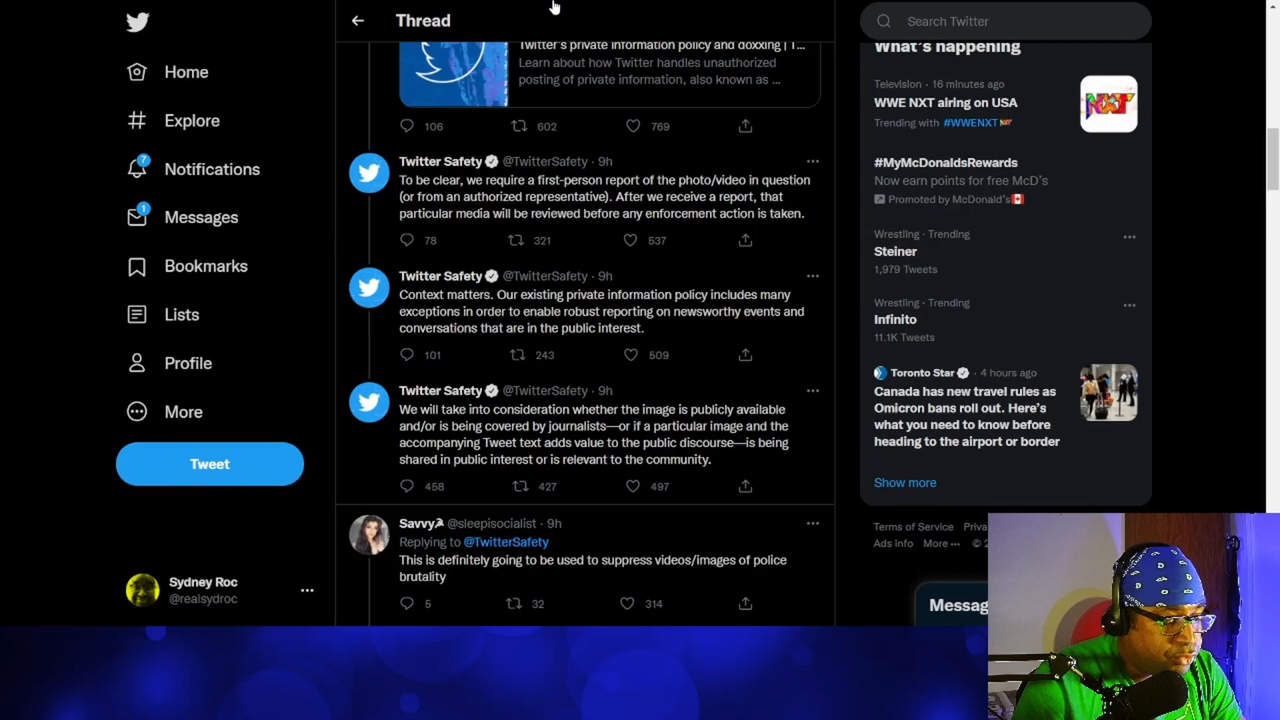 Home
Explore
7
Notifications
1
Messages
Bookmarks
Lists
Profile
More
Tweet
Sydney Roc
@realsydroc
Thread
Twitter's private information policy and doxxing | T...
Learn about how Twitter handles unauthorized
posting of private information, also known as ...
106 602 769
Twitter Safety @TwitterSafety · 9h
To be clear, we require a first-person report of the photo/video in question
(or from an authorized representative). After we receive a report, that
particular media will be reviewed before any enforcement action is taken.
78 321 537
Twitter Safety @TwitterSafety · 9h
Context matters. Our existing private information policy includes many
exceptions in order to enable robust reporting on newsworthy events and
conversations that are in the public interest.
101 243 509
Twitter Safety @TwitterSafety · 9h
We will take into consideration whether the image is publicly available
and/or is being covered by journalists—or if a particular image and the
accompanying Tweet text adds value to the public discourse—is being
shared in public interest or is relevant to the community.
458 427 497
Savvy @sleepisocialist · 9h
Replying to @TwitterSafety
This is definitely going to be used to suppress videos/images of police
brutality
5 32 314
Search Twitter
What's happening
Television · 16 minutes ago
WWE NXT airing on USA
Trending with #WWENXT
NXT
#MyMcDonaldsRewards
Now earn points for free McD's
Promoted by McDonald's
Wrestling · Trending
Steiner
1,979 Tweets
Wrestling · Trending
Infinito
11.1K Tweets
Toronto Star · 4 hours ago
Canada has new travel rules as
Omicron bans roll out. Here's
what you need to know before
heading to the airport or border
Show more
Terms of Service Priva
Ads info More ··· ©
Messag